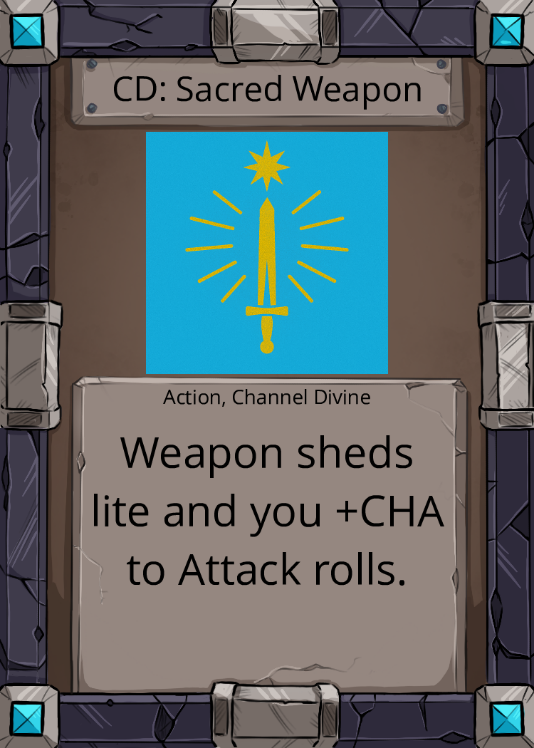 CD: Sacred Weapon
Action, Channel Divine
Weapon sheds
lite and you +CHA
to Attack rolls.